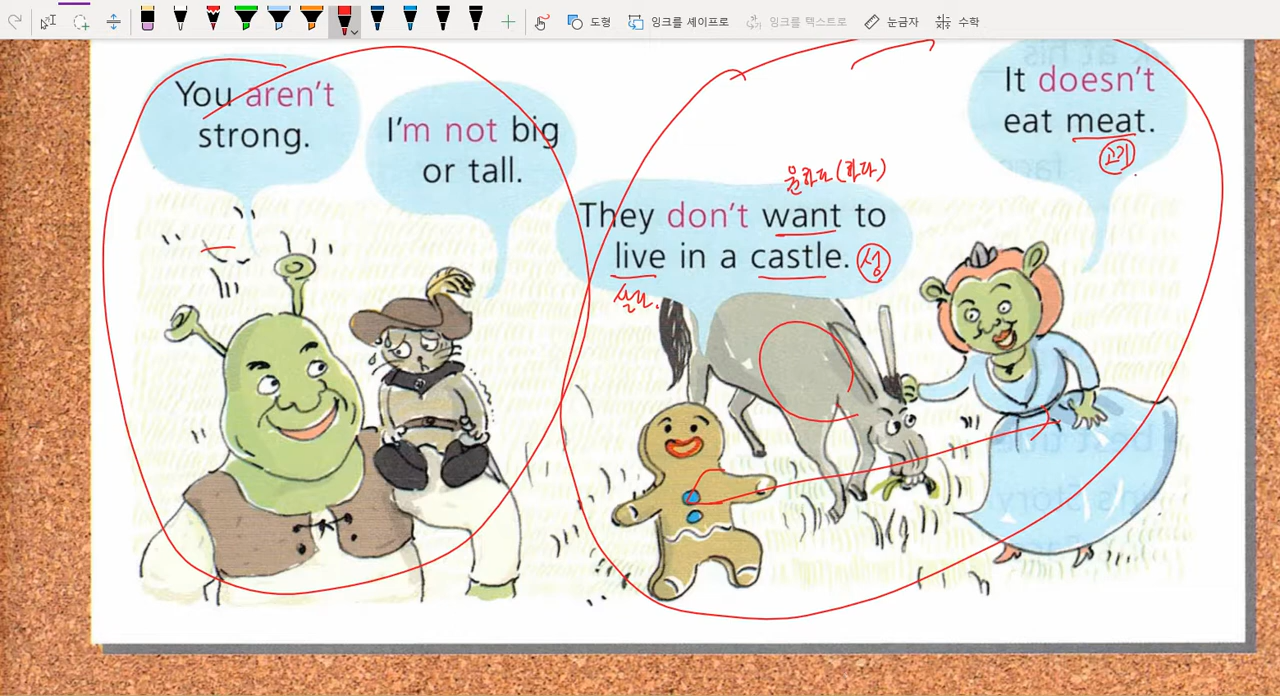 도형
잉크를 셰이프로
잉크를 텍스트로
눈금자
수학
You aren't
strong.
I'm not big
or tall.
They don't want to
live in a castle.
원하다 (하다)
성
살다.
It doesn't
eat meat.
고기